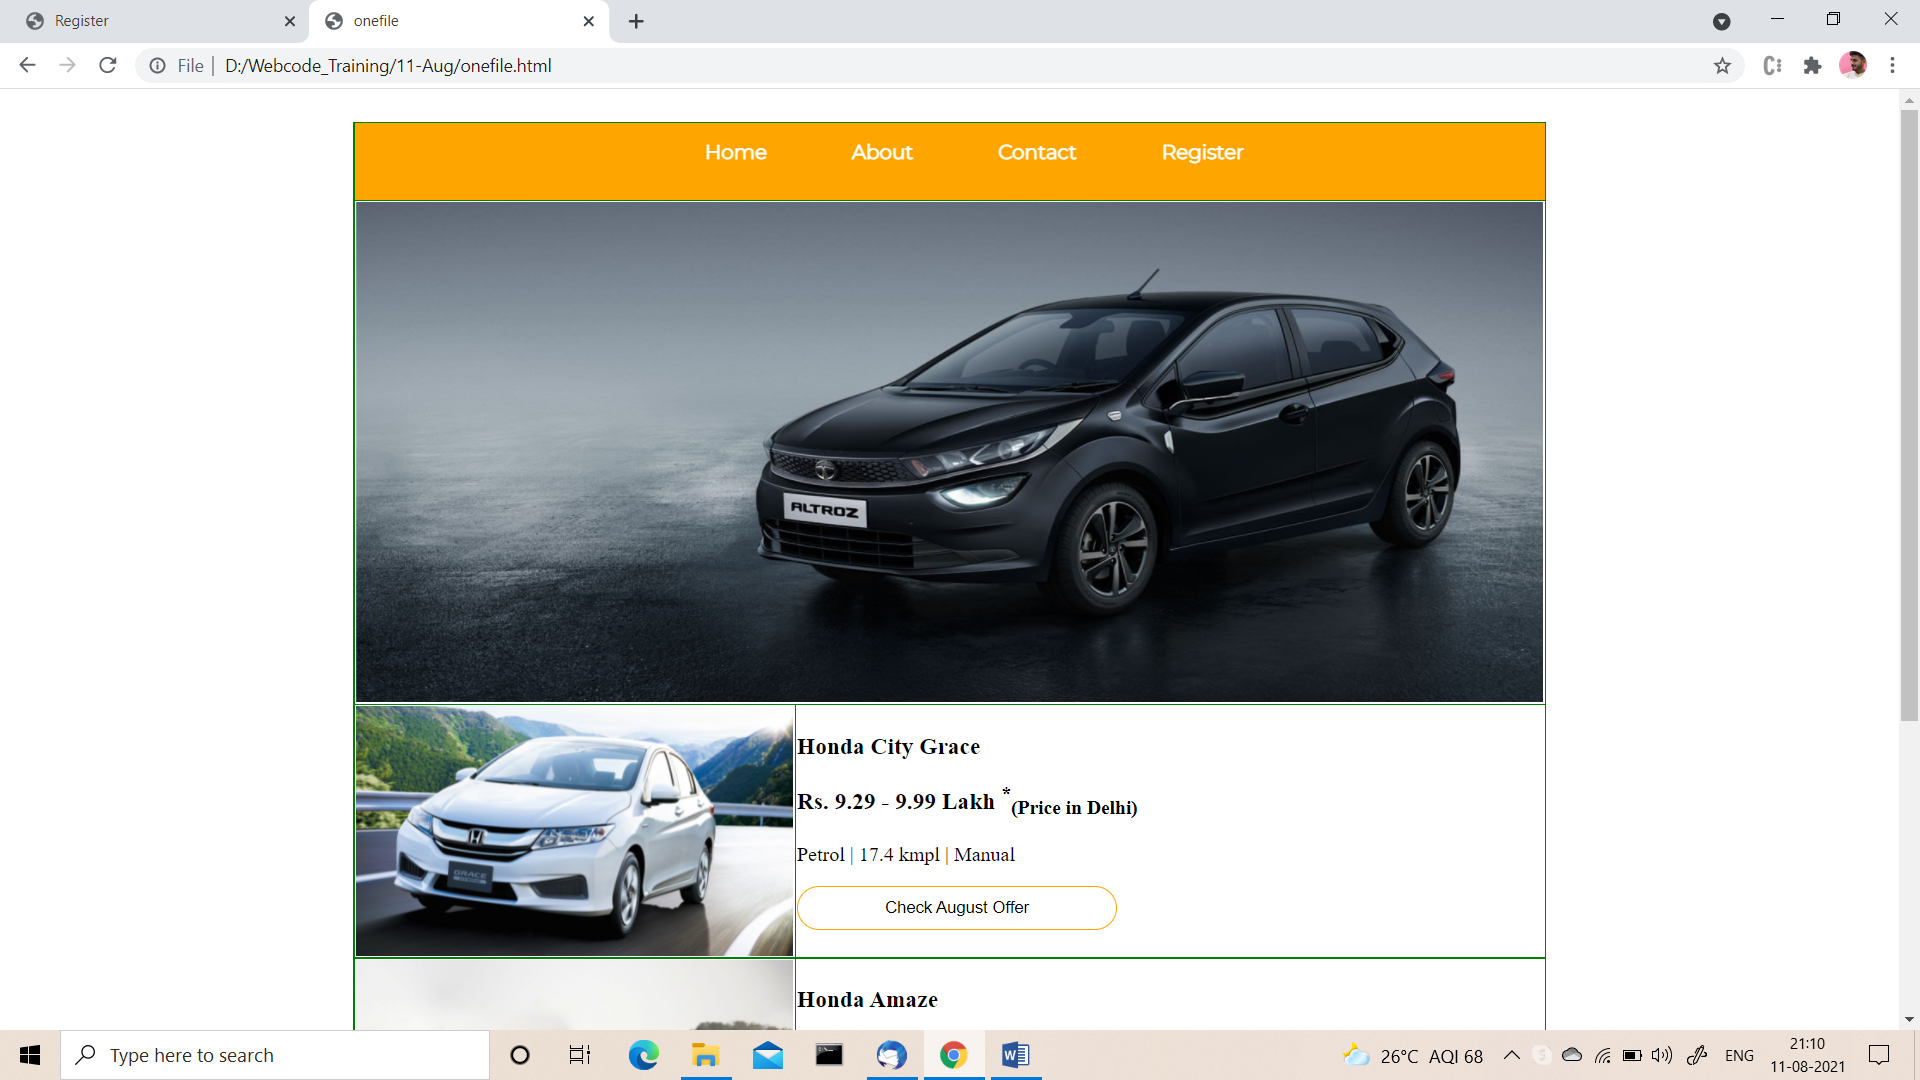 Register
onefile
File | D:/Webcode_Training/11-Aug/onefile.html
Home About Contact Register
ALTROZ
GRACE
Honda City Grace
Rs. 9.29 - 9.99 Lakh *(Price in Delhi)
Petrol | 17.4 kmpl | Manual
Check August Offer
Honda Amaze
Type here to search
26°C AQI 68
ENG
21:10
11-08-2021